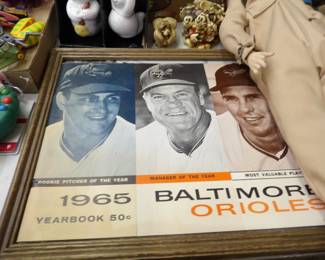 ROOKIE PITCHER OF THE YEAR
MANAGER OF THE YEAR
MOST VALUABLE PLAY
1965
YEARBOOK 50¢
BALTIMORE
ORIOLES